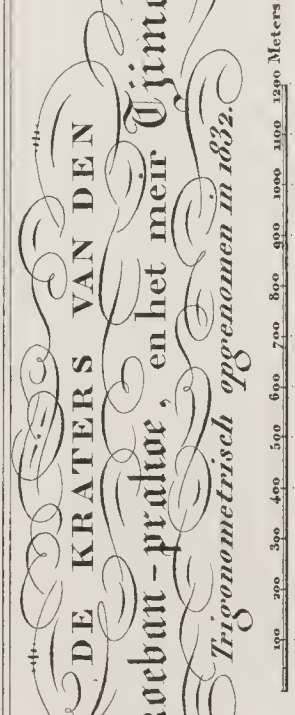 DE KRATERS VAN DEN
en het meir
Trigonometrisch opgenomen in 1832.
100 200 300 400 500 600 700 800 900 1000 1100 1200 Meters